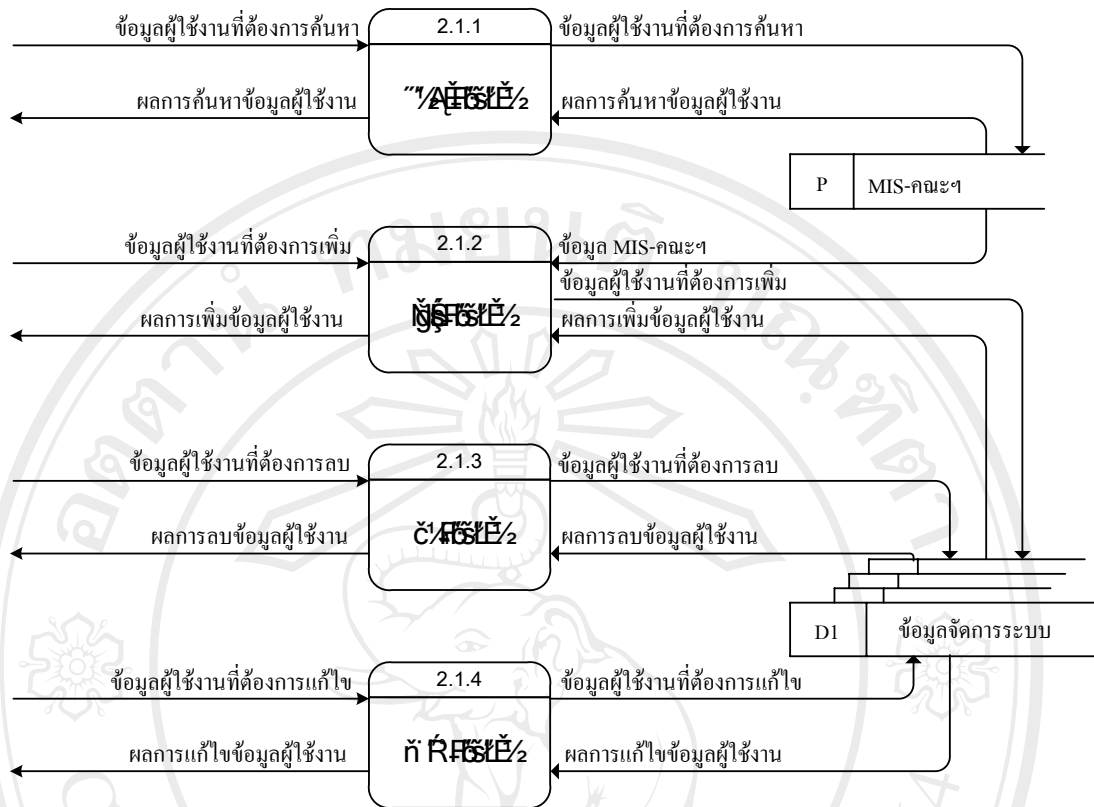 ข้อมูลผู้ใช้งานที่ต้องการค้นหา
2.1.1
ข้อมูลผู้ใช้งานที่ต้องการค้นหา
ผลการค้นหาข้อมูลผู้ใช้งาน
ผลการค้นหาข้อมูลผู้ใช้งาน
P
MIS-คณะฯ
ข้อมูลผู้ใช้งานที่ต้องการเพิ่ม
2.1.2
ข้อมูล MIS-คณะฯ
ข้อมูลผู้ใช้งานที่ต้องการเพิ่ม
ผลการเพิ่มข้อมูลผู้ใช้งาน
ผลการเพิ่มข้อมูลผู้ใช้งาน
ข้อมูลผู้ใช้งานที่ต้องการลบ
2.1.3
ข้อมูลผู้ใช้งานที่ต้องการลบ
ผลการลบข้อมูลผู้ใช้งาน
ผลการลบข้อมูลผู้ใช้งาน
D1
ข้อมูลจัดการระบบ
ข้อมูลผู้ใช้งานที่ต้องการแก้ไข
2.1.4
ข้อมูลผู้ใช้งานที่ต้องการแก้ไข
ผลการแก้ไขข้อมูลผู้ใช้งาน
ผลการแก้ไขข้อมูลผู้ใช้งาน